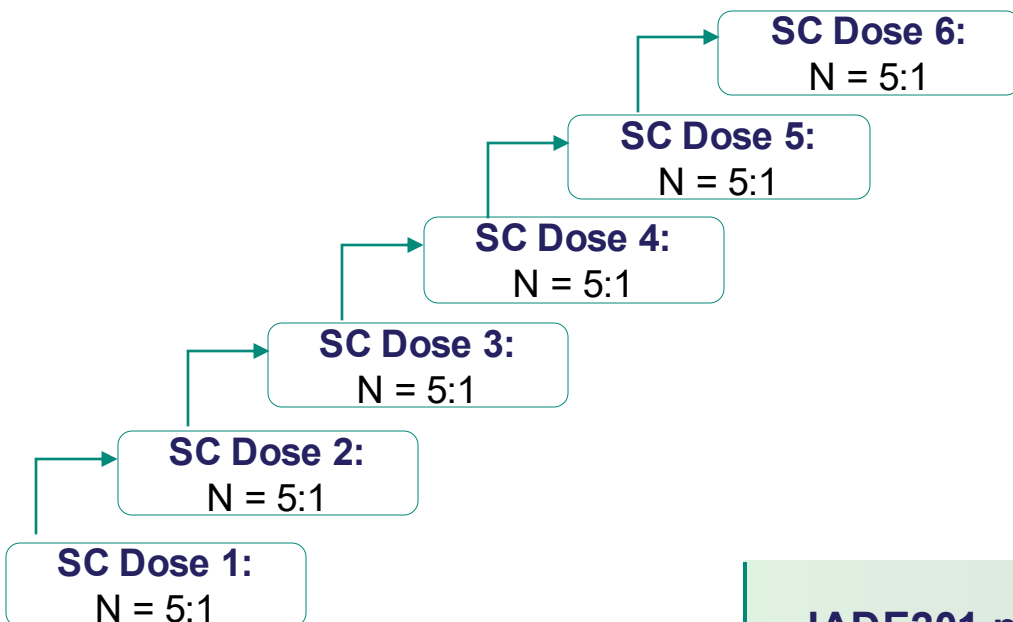 SC Dose 6:
N = 5:1
SC Dose 5:
N = 5:1
SC Dose 4:
N = 5:1
SC Dose 3:
N = 5:1
SC Dose 2:
N = 5:1
SC Dose 1:
N = 5:1